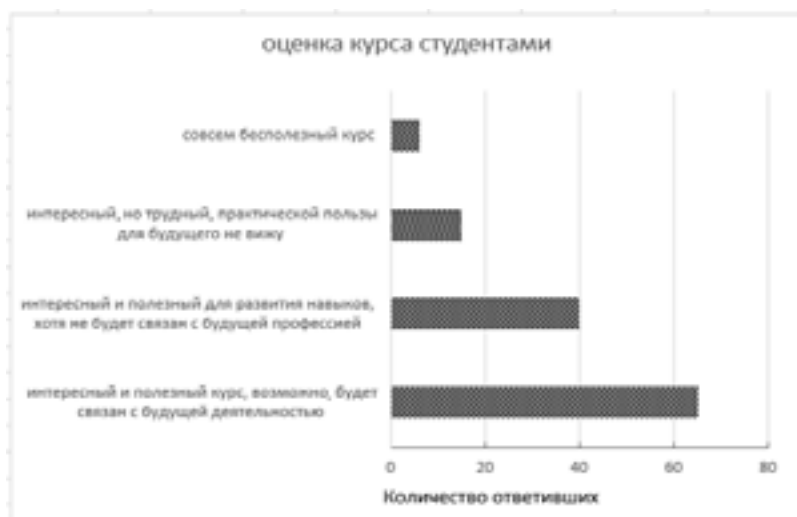 оценка курса студентами
совсем бесполезный курс
интересный, но трудный, практической пользы
для будущего не вижу
интересный и полезный для развития навыков,
хотя не будет связан с будущей профессией
интересный и полезный курс, возможно, будет
связан с будущей деятельностью
0 20 40 60 80
Количество ответивших